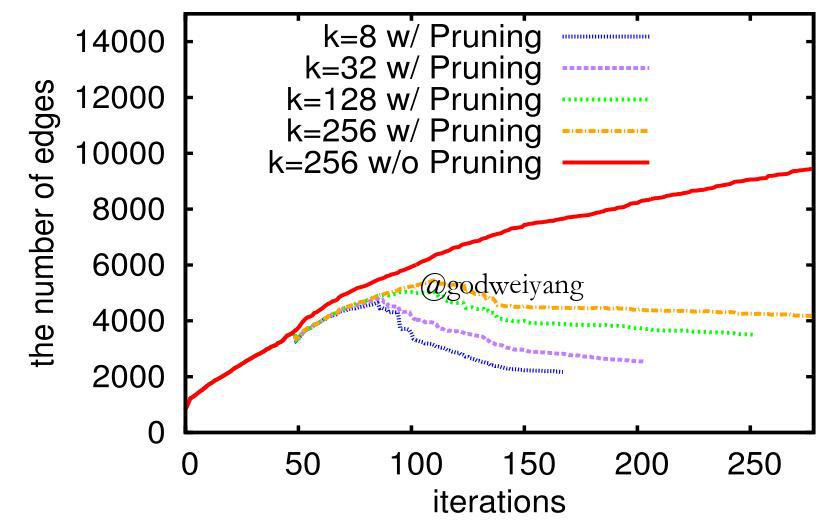 14000
12000
10000
8000
6000
4000
2000
0
the number of edges
k=8 w/ Pruning
k=32 w/ Pruning
k=128 w/ Pruning
k=256 w/ Pruning
k=256 w/o Pruning
@godweiyang
0 50 100 150 200 250
iterations